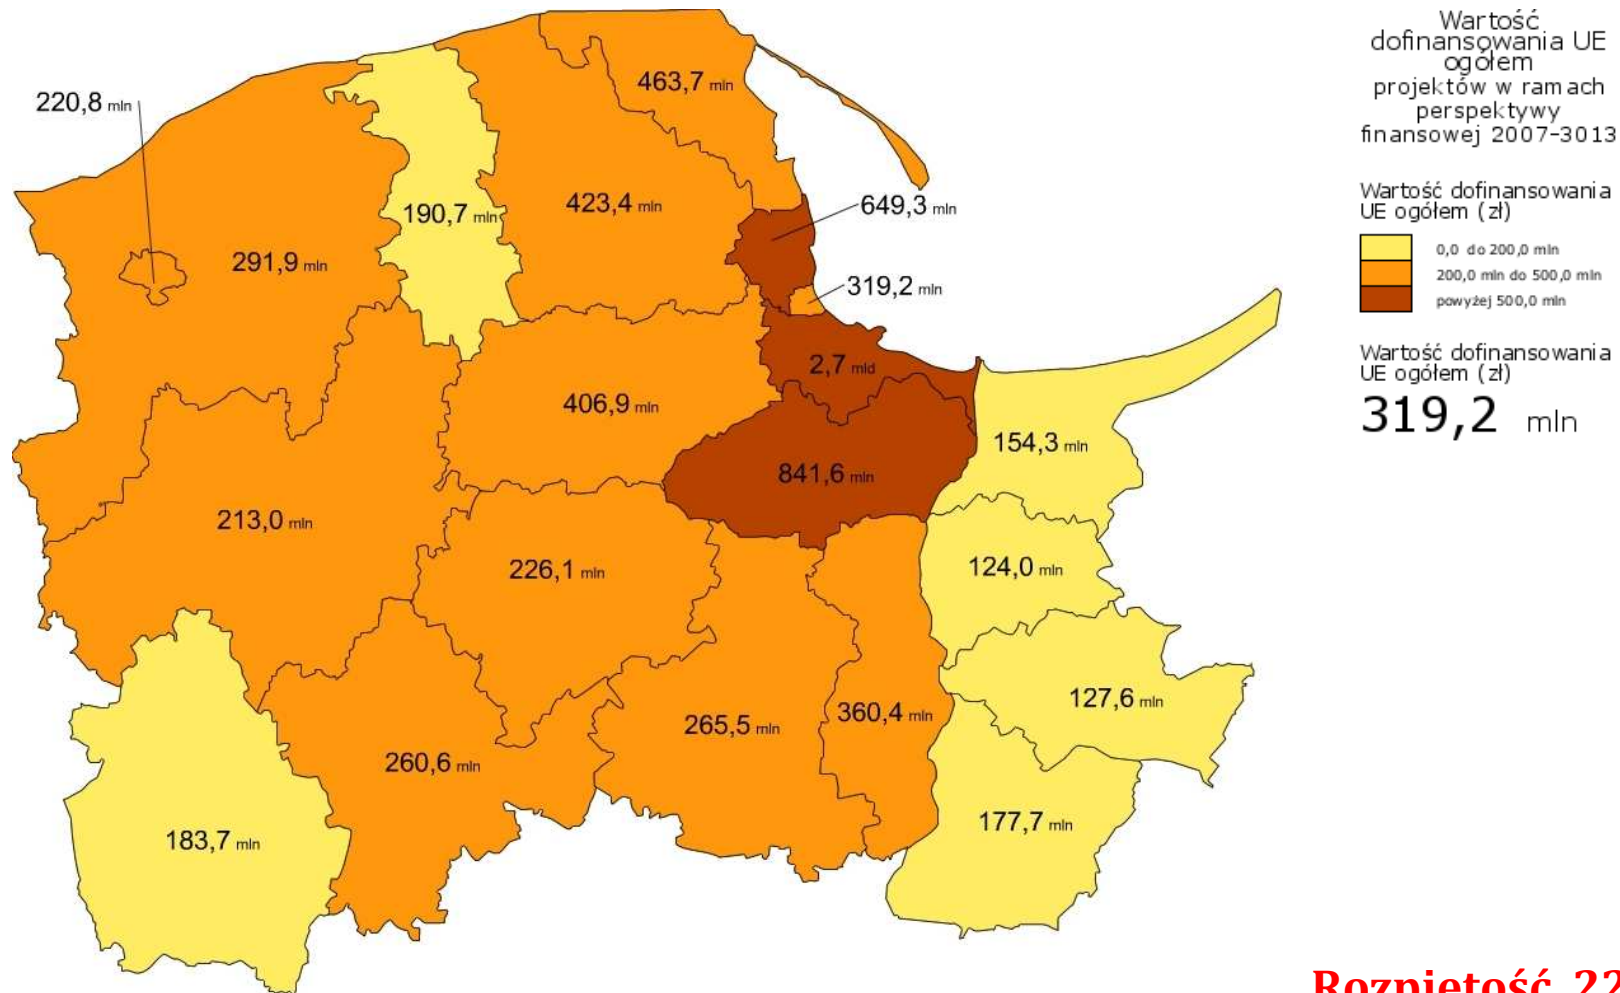 463,7 mln
220,8 mln
190,7 mln
423,4 mln
649,3 mln
291,9 mln
319,2 mln
2,7 mld
406,9 mln
154,3 mln
841,6 mln
213,0 mln
226,1 mln
124,0 mln
127,6 mln
360,4 mln
265,5 mln
260,6 mln
177,7 mln
183,7 mln
Wartość
dofinansowania UE
ogółem
projektów w ramach
perspektywy
finansowej 2007-3013
Wartość dofinansowania
UE ogółem (zł)
0,0 do 200,0 mln
200,0 mln do 500,0 mln
powyżej 500,0 mln
Wartość dofinansowania
UE ogółem (zł)
319,2 mln
Rozpiętość 22